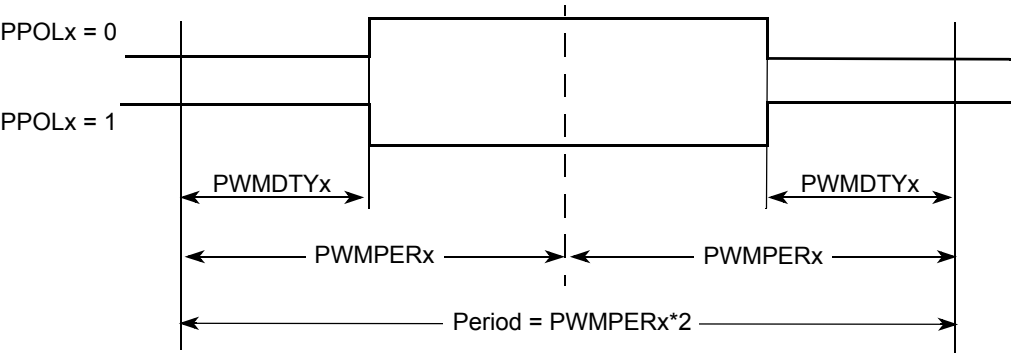 PPOLx = 0
PPOLx = 1
PWMDTYx PWMDTYx
PWMPERx PWMPERx
Period = PWMPERx*2